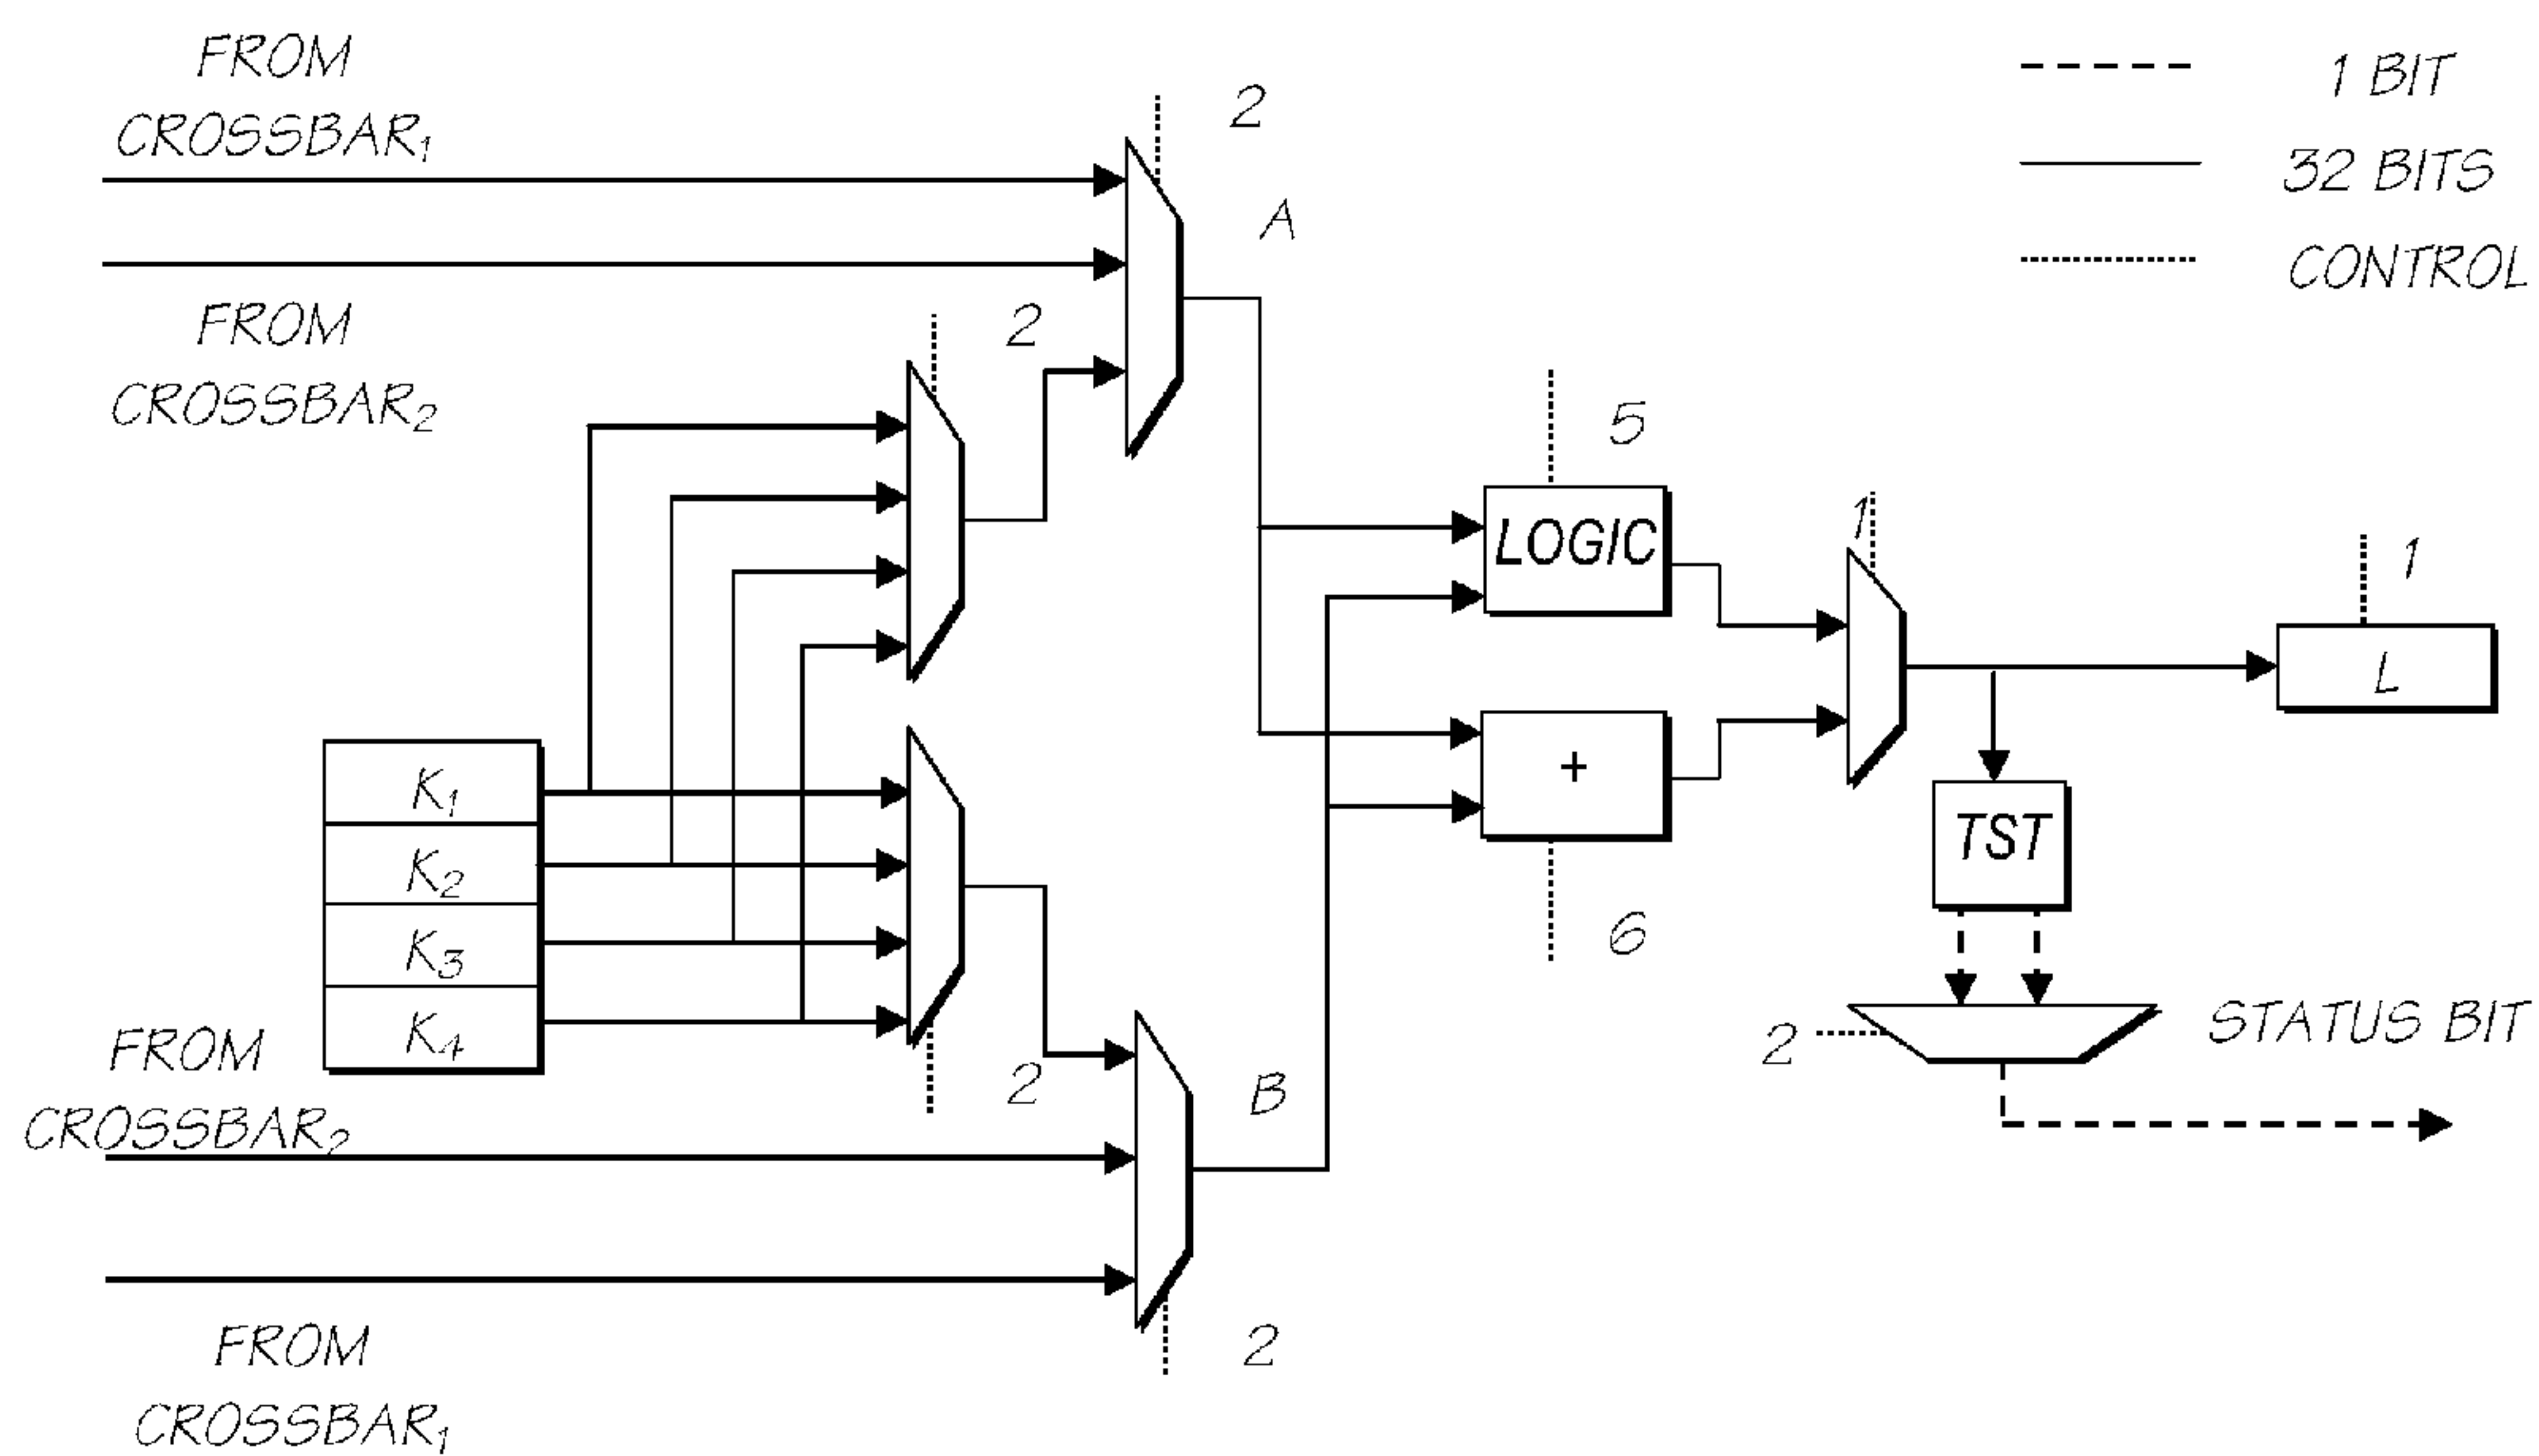 FROM
CROSSBAR₁
FROM
CROSSBAR₂
2
A
2
1 BIT
32 BITS
CONTROL
5
LOGIC
1
1
L
K₁
K₂
K₃
K₄
+
6
TST
2
STATUS BIT
FROM
CROSSBAR₂
2
B
FROM
CROSSBAR₁
2